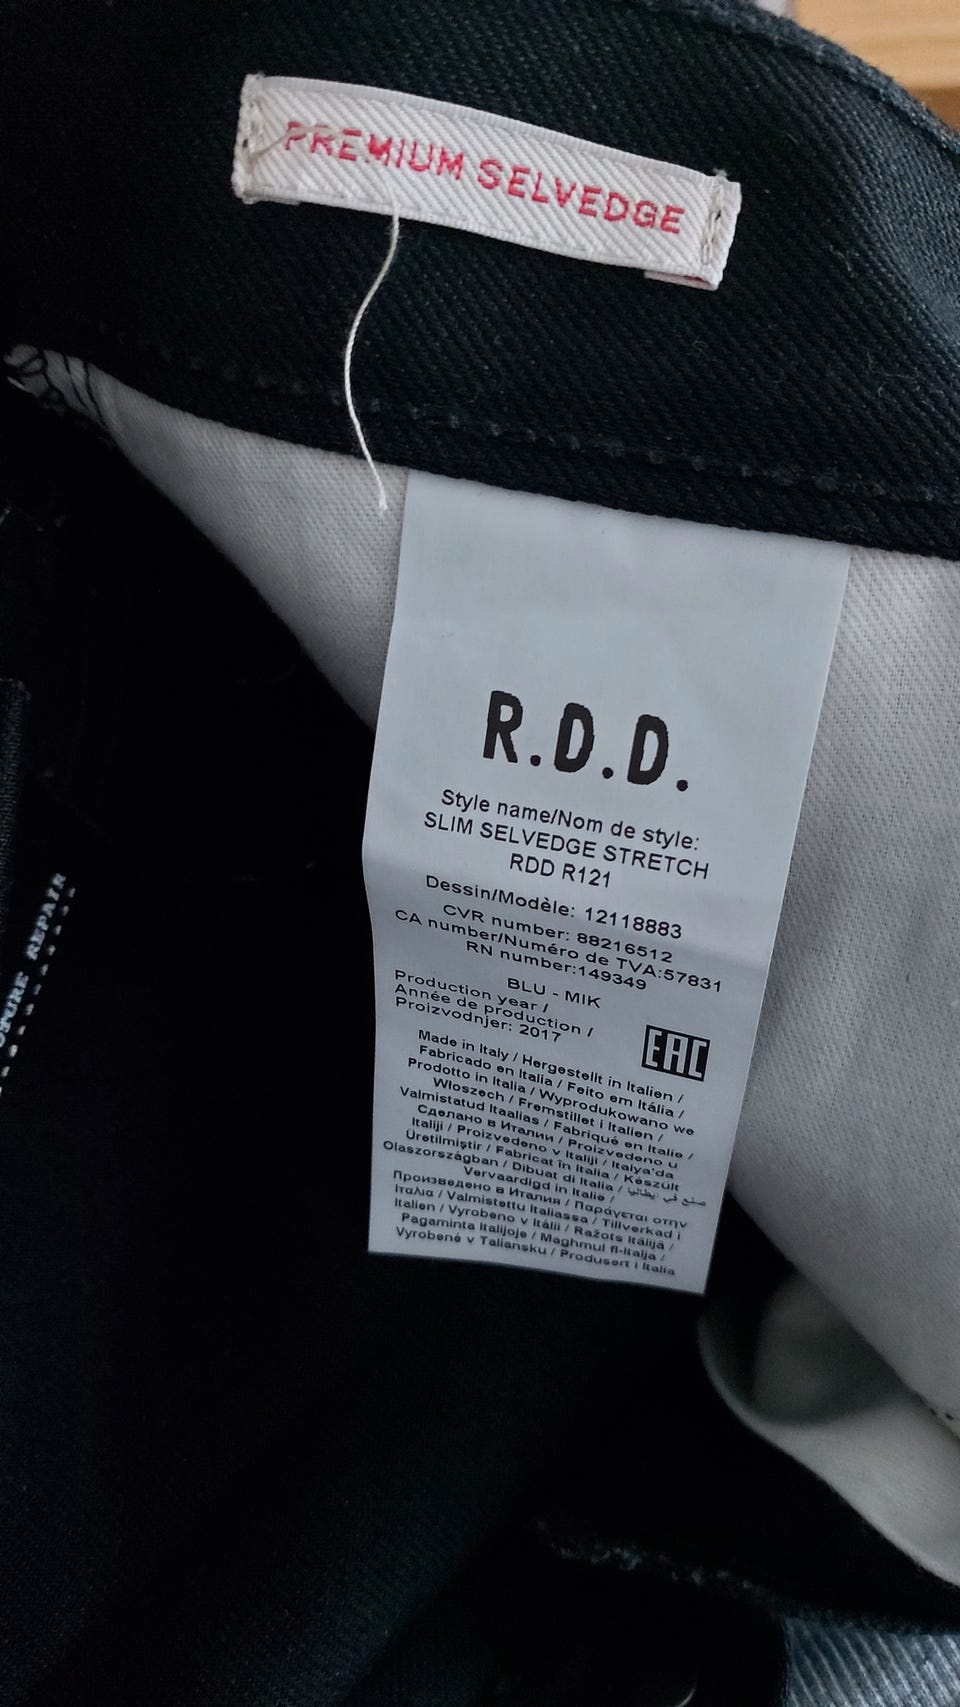 PREMIUM SELVEDGE
R.D.D.
Style name/Nom de style:
SLIM SELVEDGE STRETCH
RDD R121
Dessin/Modèle: 12118883
CVR number: 88216512
CA number/Numéro de TVA:57831
RN number:149349
BLU - MIK
Production year /
Année de production /
Proizvodnjer: 2017
EAC
Made in Italy / Hergestellt in Italien /
Fabricado en Italia / Feito em Itália /
Prodotto in Italia / Wyprodukowano we
Włoszech / Fremstillet i Italien /
Valmistatud Itaalias / Fabriqué en Italie /
Сделано в Италии / Proizvedeno u
Italiji / Proizvedeno v Italiji / Italya'da
Üretilmiştir / Fabricat în Italia / Készült
Olaszországban / Dibuat di Italia / صنع في إيطاليا
Vervaardigd in Italië /
Произведено в Италия / Παράγεται στην
Ιταλία / Valmistettu Italiassa / Tillverkad i
Italien / Vyrobeno v Itálii / Ražots Itālijā /
Pagaminta Italijoje / Maghmul fl-Italja /
Vyrobené v Taliansku / Produsert i Italia
REPAIR